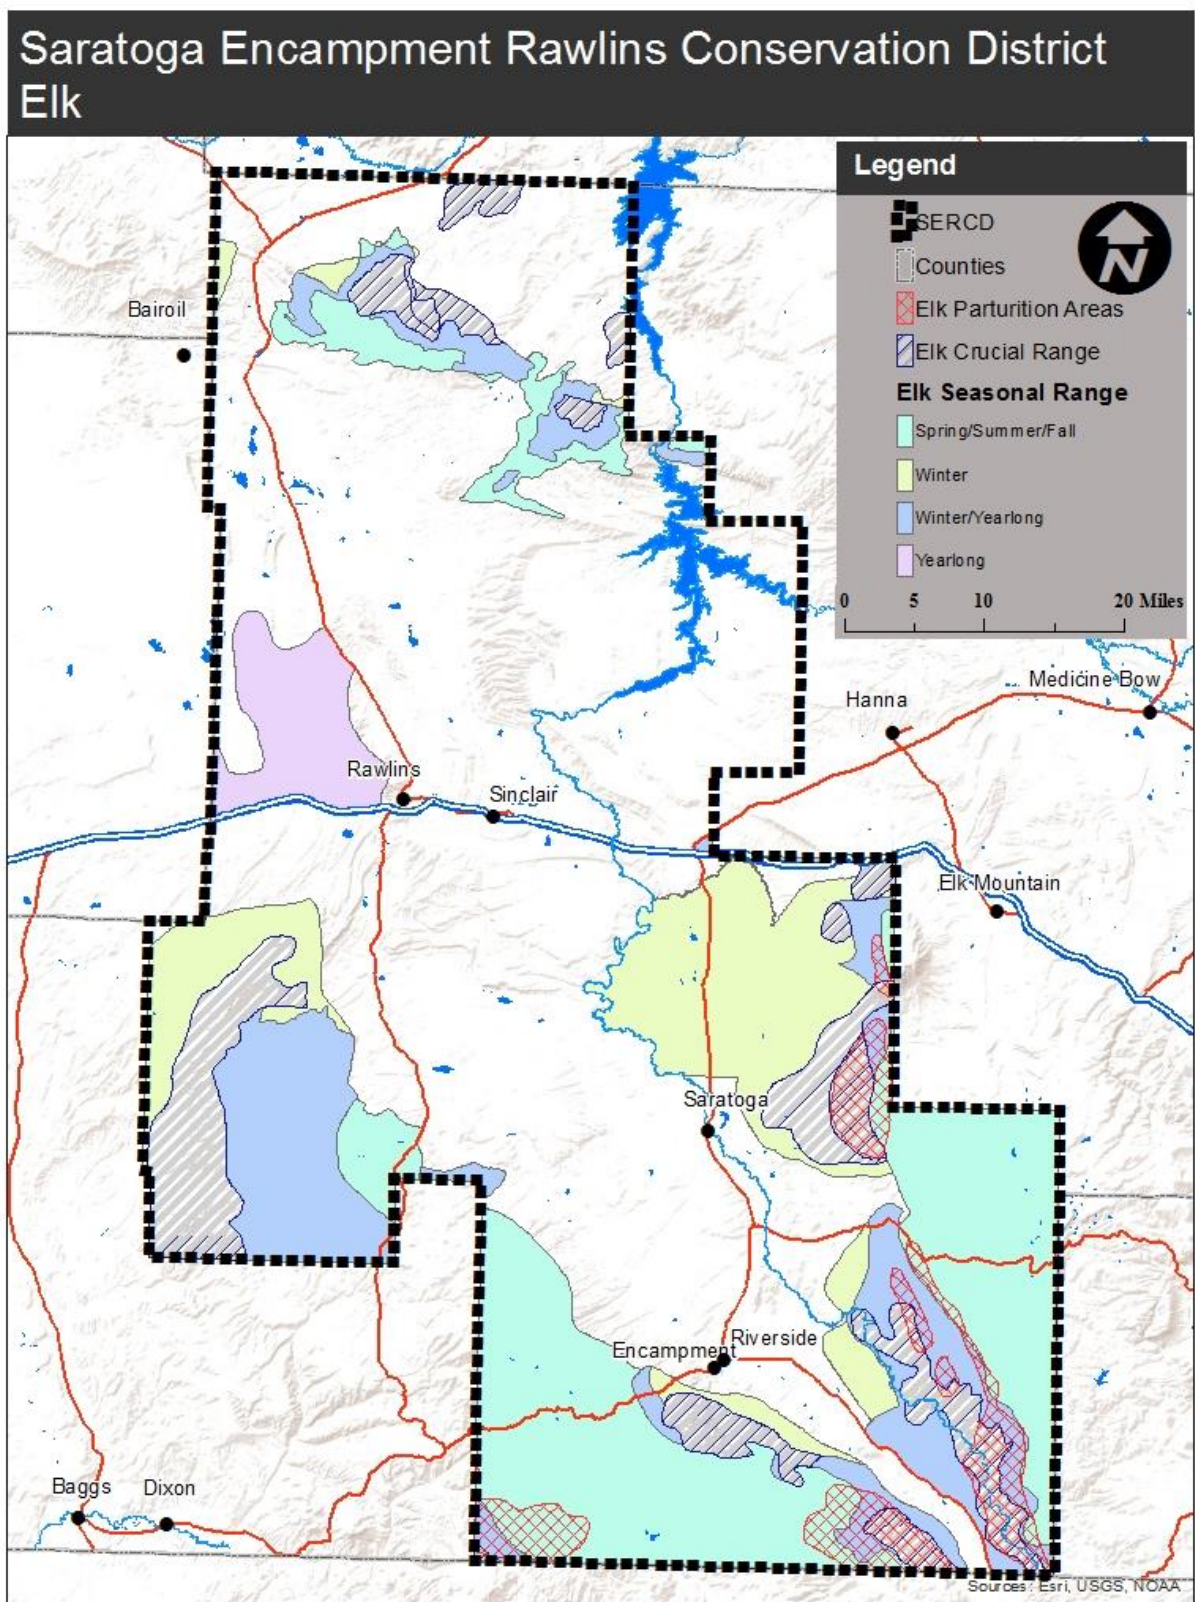 Saratoga Encampment Rawlins Conservation District
Elk
Legend
SERCD
Counties
Elk Parturition Areas
Elk Crucial Range
Elk Seasonal Range
Spring/Summer/Fall
Winter
Winter/Yearlong
Yearlong
0 5 10 20 Miles
N
Bairoil
Medicine Bow
Hanna
Rawlins
Sinclair
Elk Mountain
Saratoga
Riverside
Encampment
Baggs
Dixon
Sources: Esri, USGS, NOAA